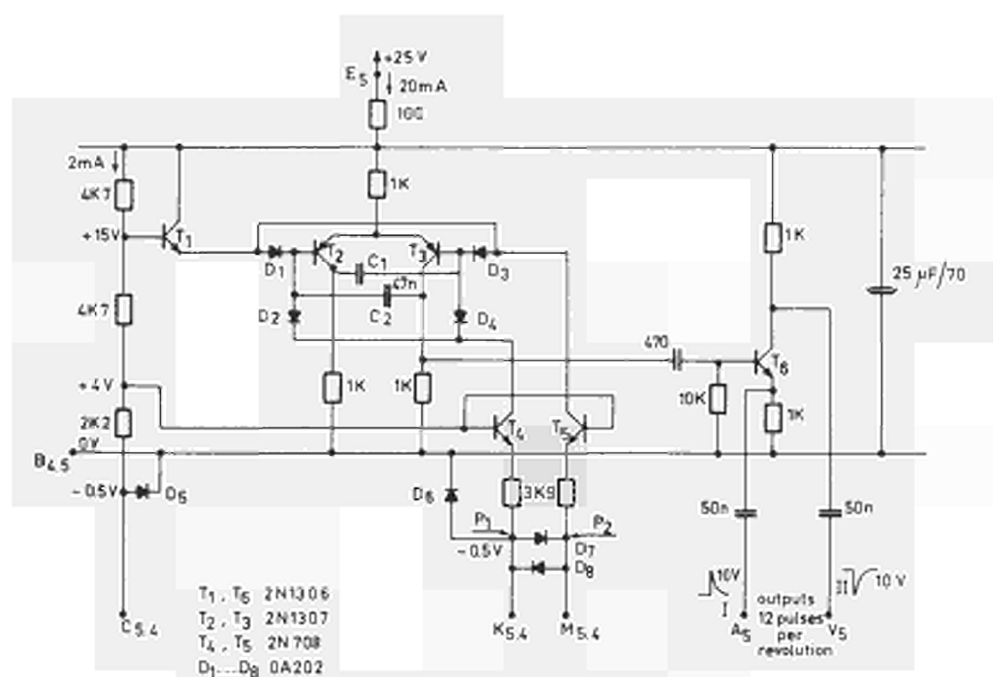 +25 V
E5
20mA
100
2mA
4K7
1K
+15V
T1
T2
T3
C1
D1
D3
47n
C2
D2
D4
1K
25 µF/70
4K7
470
T6
+4V
1K
1K
10K
1K
2K2
0V
T4
T5
B4,5
-0.5V
D5
D6
3K9
50n
50n
P1
P2
-0.5V
D7
D8
10V
I
II
10 V
outputs
12 pulses
per
revolution
C5,4
K5,4
M5,4
A5
V5
T1 , T6 2N1306
T2 , T3 2N1307
T4 , T5 2N708
D1....D8 0A202